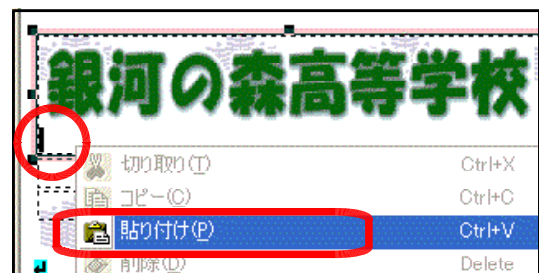 銀河の森高等学校
切り取り(T) Ctrl+X
コピー(C) Ctrl+C
貼り付け(P) Ctrl+V
削除(D) Delete